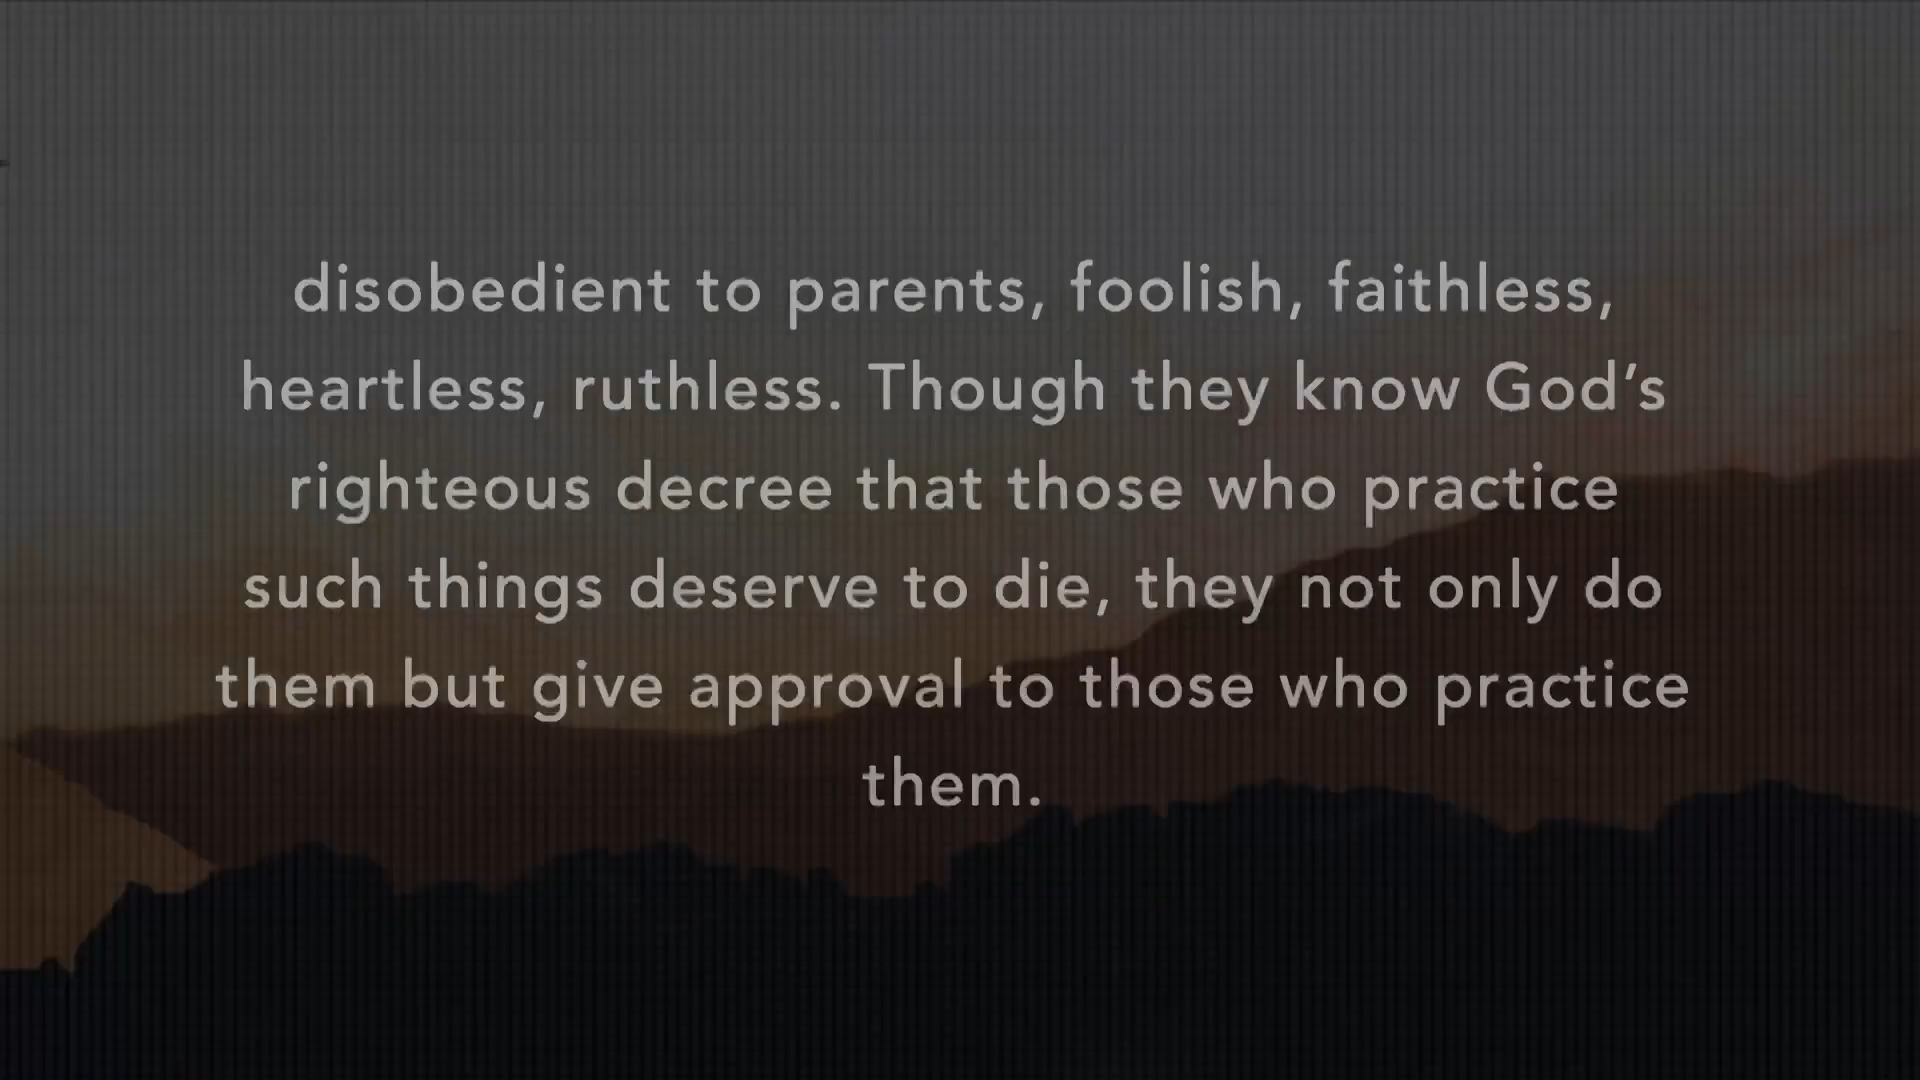 disobedient to parents, foolish, faithless,
heartless, ruthless. Though they know God’s
righteous decree that those who practice
such things deserve to die, they not only do
them but give approval to those who practice
them.